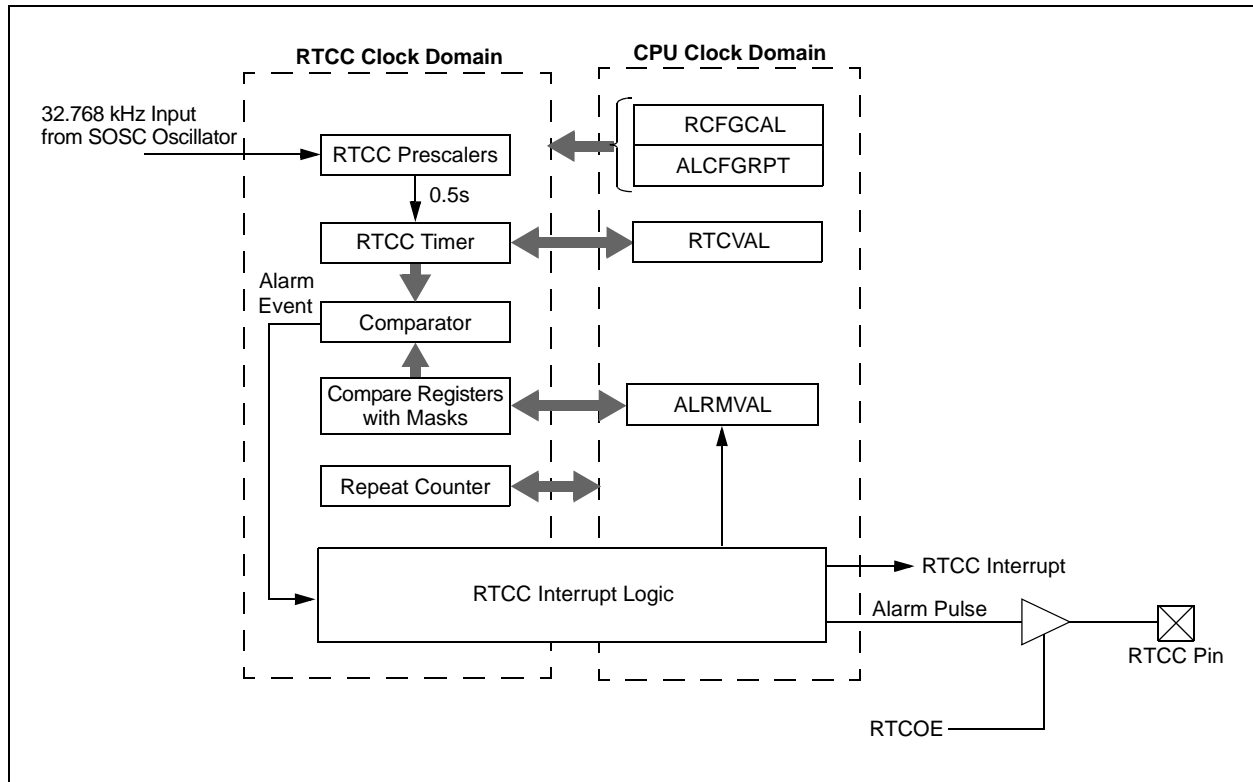 RTCC Clock Domain
CPU Clock Domain
32.768 kHz Input
from SOSC Oscillator
RTCC Prescalers
RCFGCAL
ALCFGRPT
0.5s
RTCC Timer
RTCVAL
Alarm
Event
Comparator
Compare Registers
with Masks
ALRMVAL
Repeat Counter
RTCC Interrupt Logic
RTCC Interrupt
Alarm Pulse
RTCC Pin
RTCOE